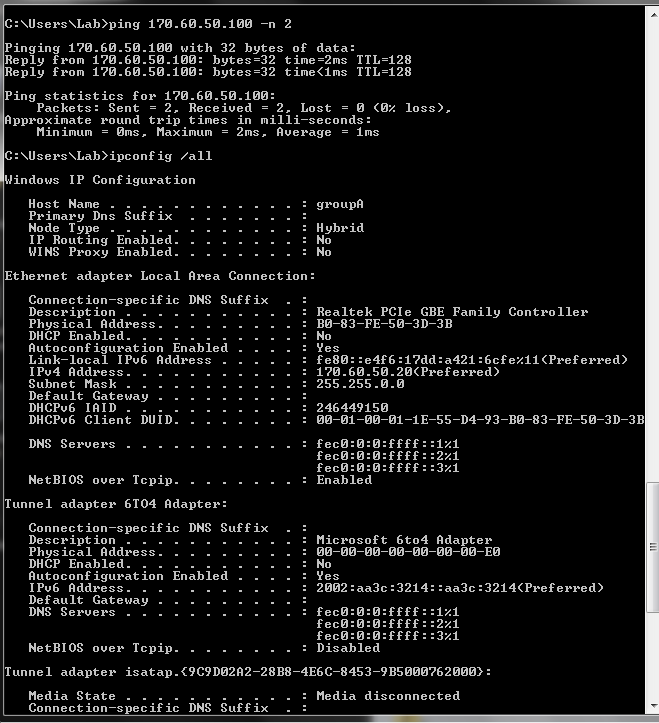 C:\Users\Lab>ping 170.60.50.100 -n 2
Pinging 170.60.50.100 with 32 bytes of data:
Reply from 170.60.50.100: bytes=32 time=2ms TTL=128
Reply from 170.60.50.100: bytes=32 time<1ms TTL=128
Ping statistics for 170.60.50.100:
    Packets: Sent = 2, Received = 2, Lost = 0 (0% loss),
Approximate round trip times in milli-seconds:
    Minimum = 0ms, Maximum = 2ms, Average = 1ms
C:\Users\Lab>ipconfig /all
Windows IP Configuration
   Host Name . . . . . . . . . . . . : groupA
   Primary Dns Suffix  . . . . . . . :
   Node Type . . . . . . . . . . . . : Hybrid
   IP Routing Enabled. . . . . . . . : No
   WINS Proxy Enabled. . . . . . . . : No
Ethernet adapter Local Area Connection:
   Connection-specific DNS Suffix  . :
   Description . . . . . . . . . . . : Realtek PCIe GBE Family Controller
   Physical Address. . . . . . . . . : B0-83-FE-50-3D-3B
   DHCP Enabled. . . . . . . . . . . : No
   Autoconfiguration Enabled . . . . : Yes
   Link-local IPv6 Address . . . . . : fe80::e4f6:17dd:a421:6cfe%11(Preferred)
   IPv4 Address. . . . . . . . . . . : 170.60.50.20(Preferred)
   Subnet Mask . . . . . . . . . . . : 255.255.0.0
   Default Gateway . . . . . . . . . :
   DHCPv6 IAID . . . . . . . . . . . : 246449150
   DHCPv6 Client DUID. . . . . . . . : 00-01-00-01-1E-55-D4-93-B0-83-FE-50-3D-3B
   DNS Servers . . . . . . . . . . . : fec0:0:0:ffff::1%1
                                       fec0:0:0:ffff::2%1
                                       fec0:0:0:ffff::3%1
   NetBIOS over Tcpip. . . . . . . . : Enabled
Tunnel adapter 6TO4 Adapter:
   Connection-specific DNS Suffix  . :
   Description . . . . . . . . . . . : Microsoft 6to4 Adapter
   Physical Address. . . . . . . . . : 00-00-00-00-00-00-00-E0
   DHCP Enabled. . . . . . . . . . . : No
   Autoconfiguration Enabled . . . . : Yes
   IPv6 Address. . . . . . . . . . . : 2002:aa3c:3214::aa3c:3214(Preferred)
   Default Gateway . . . . . . . . . :
   DNS Servers . . . . . . . . . . . : fec0:0:0:ffff::1%1
                                       fec0:0:0:ffff::2%1
                                       fec0:0:0:ffff::3%1
   NetBIOS over Tcpip. . . . . . . . : Disabled
Tunnel adapter isatap.{9C9D02A2-28B8-4E6C-8453-9B5000762000}:
   Media State . . . . . . . . . . . : Media disconnected
   Connection-specific DNS Suffix  . :